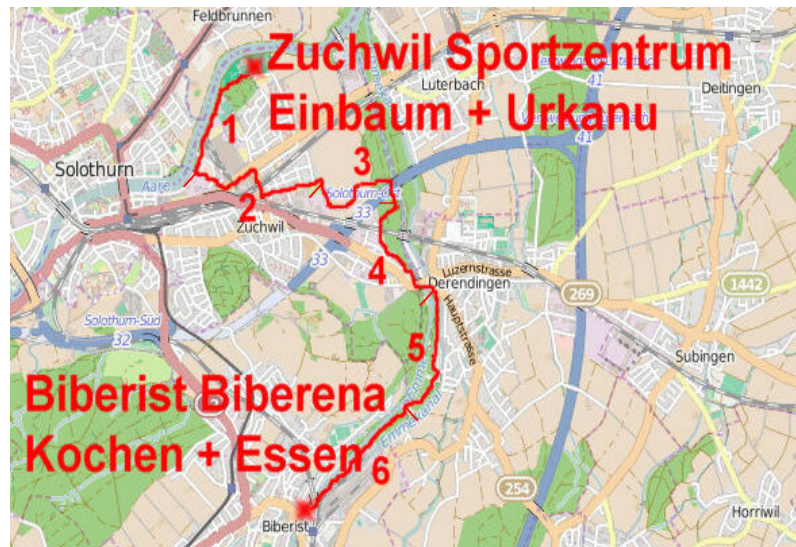 Feldbrunnen
Zuchwil Sportzentrum
Einbaum + Urkanu
Luterbach
41
Deitingen
41
1
Solothurn
Aare
3
Solothurn-Ost
33
2
Zuchwil
33
4
Luzernstrasse
Derendingen
269
1442
Hauptstrasse
Solothurn-Süd
32
5
Subingen
Biberist Biberena
Kochen + Essen
Emmekanal
6
254
Biberist
Horriwil